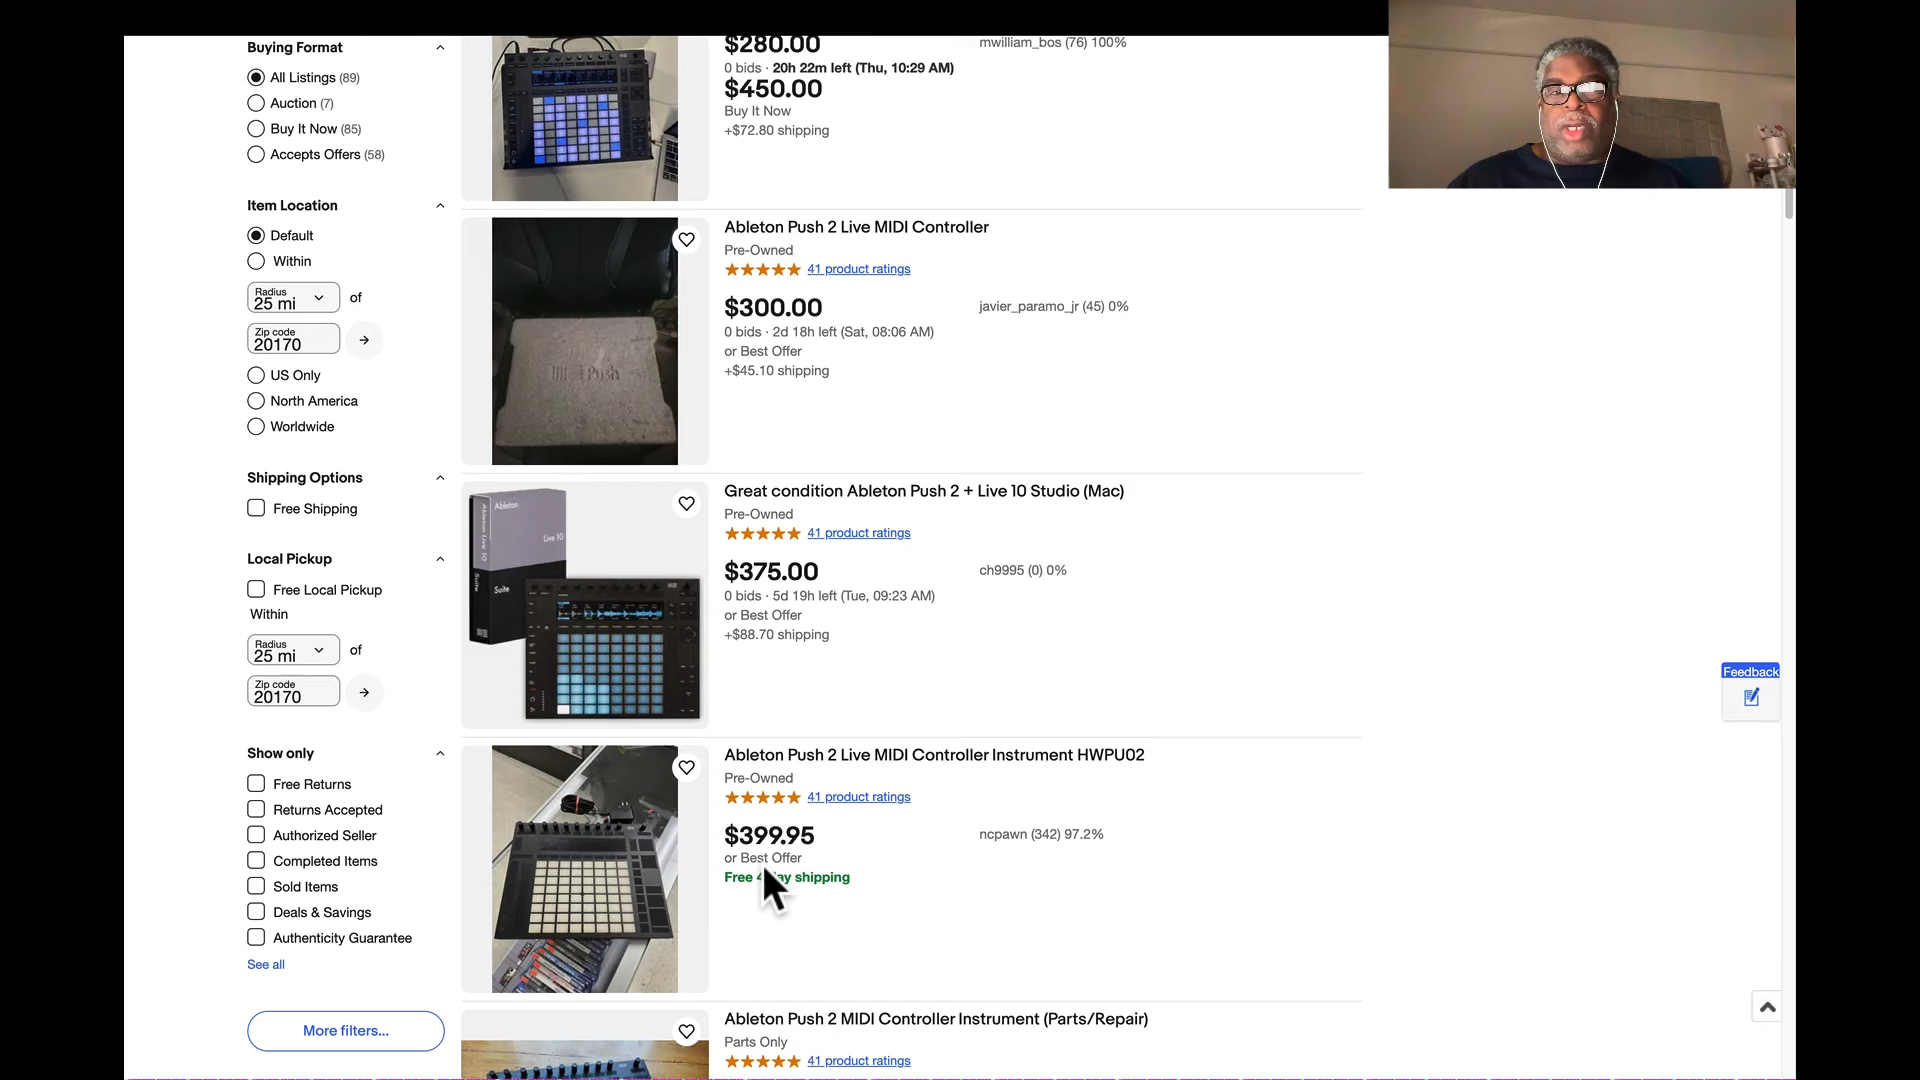 Buying Format
All Listings (89)
Auction (7)
Buy It Now (85)
Accepts Offers (58)
Item Location
Default
Within
Radius
25 mi
of
Zip code
20170
US Only
North America
Worldwide
Shipping Options
Free Shipping
Local Pickup
Free Local Pickup
Within
Radius
25 mi
of
Zip code
20170
Show only
Free Returns
Returns Accepted
Authorized Seller
Completed Items
Sold Items
Deals & Savings
Authenticity Guarantee
See all
More filters...
$280.00
mwilliam_bos (76) 100%
0 bids · 20h 22m left (Thu, 10:29 AM)
$450.00
Buy It Now
+$72.80 shipping
Push
Ableton Push 2 Live MIDI Controller
Pre-Owned
41 product ratings
$300.00
javier_paramo_jr (45) 0%
0 bids · 2d 18h left (Sat, 08:06 AM)
or Best Offer
+$45.10 shipping
Ableton
Ableton Live 10
Live 10
Suite
Suite
Great condition Ableton Push 2 + Live 10 Studio (Mac)
Pre-Owned
41 product ratings
$375.00
ch9995 (0) 0%
0 bids · 5d 19h left (Tue, 09:23 AM)
or Best Offer
+$88.70 shipping
Ableton Push 2 Live MIDI Controller Instrument HWPU02
Pre-Owned
41 product ratings
$399.95
ncpawn (342) 97.2%
or Best Offer
Free shipping
Ableton Push 2 MIDI Controller Instrument (Parts/Repair)
Parts Only
41 product ratings
Feedback